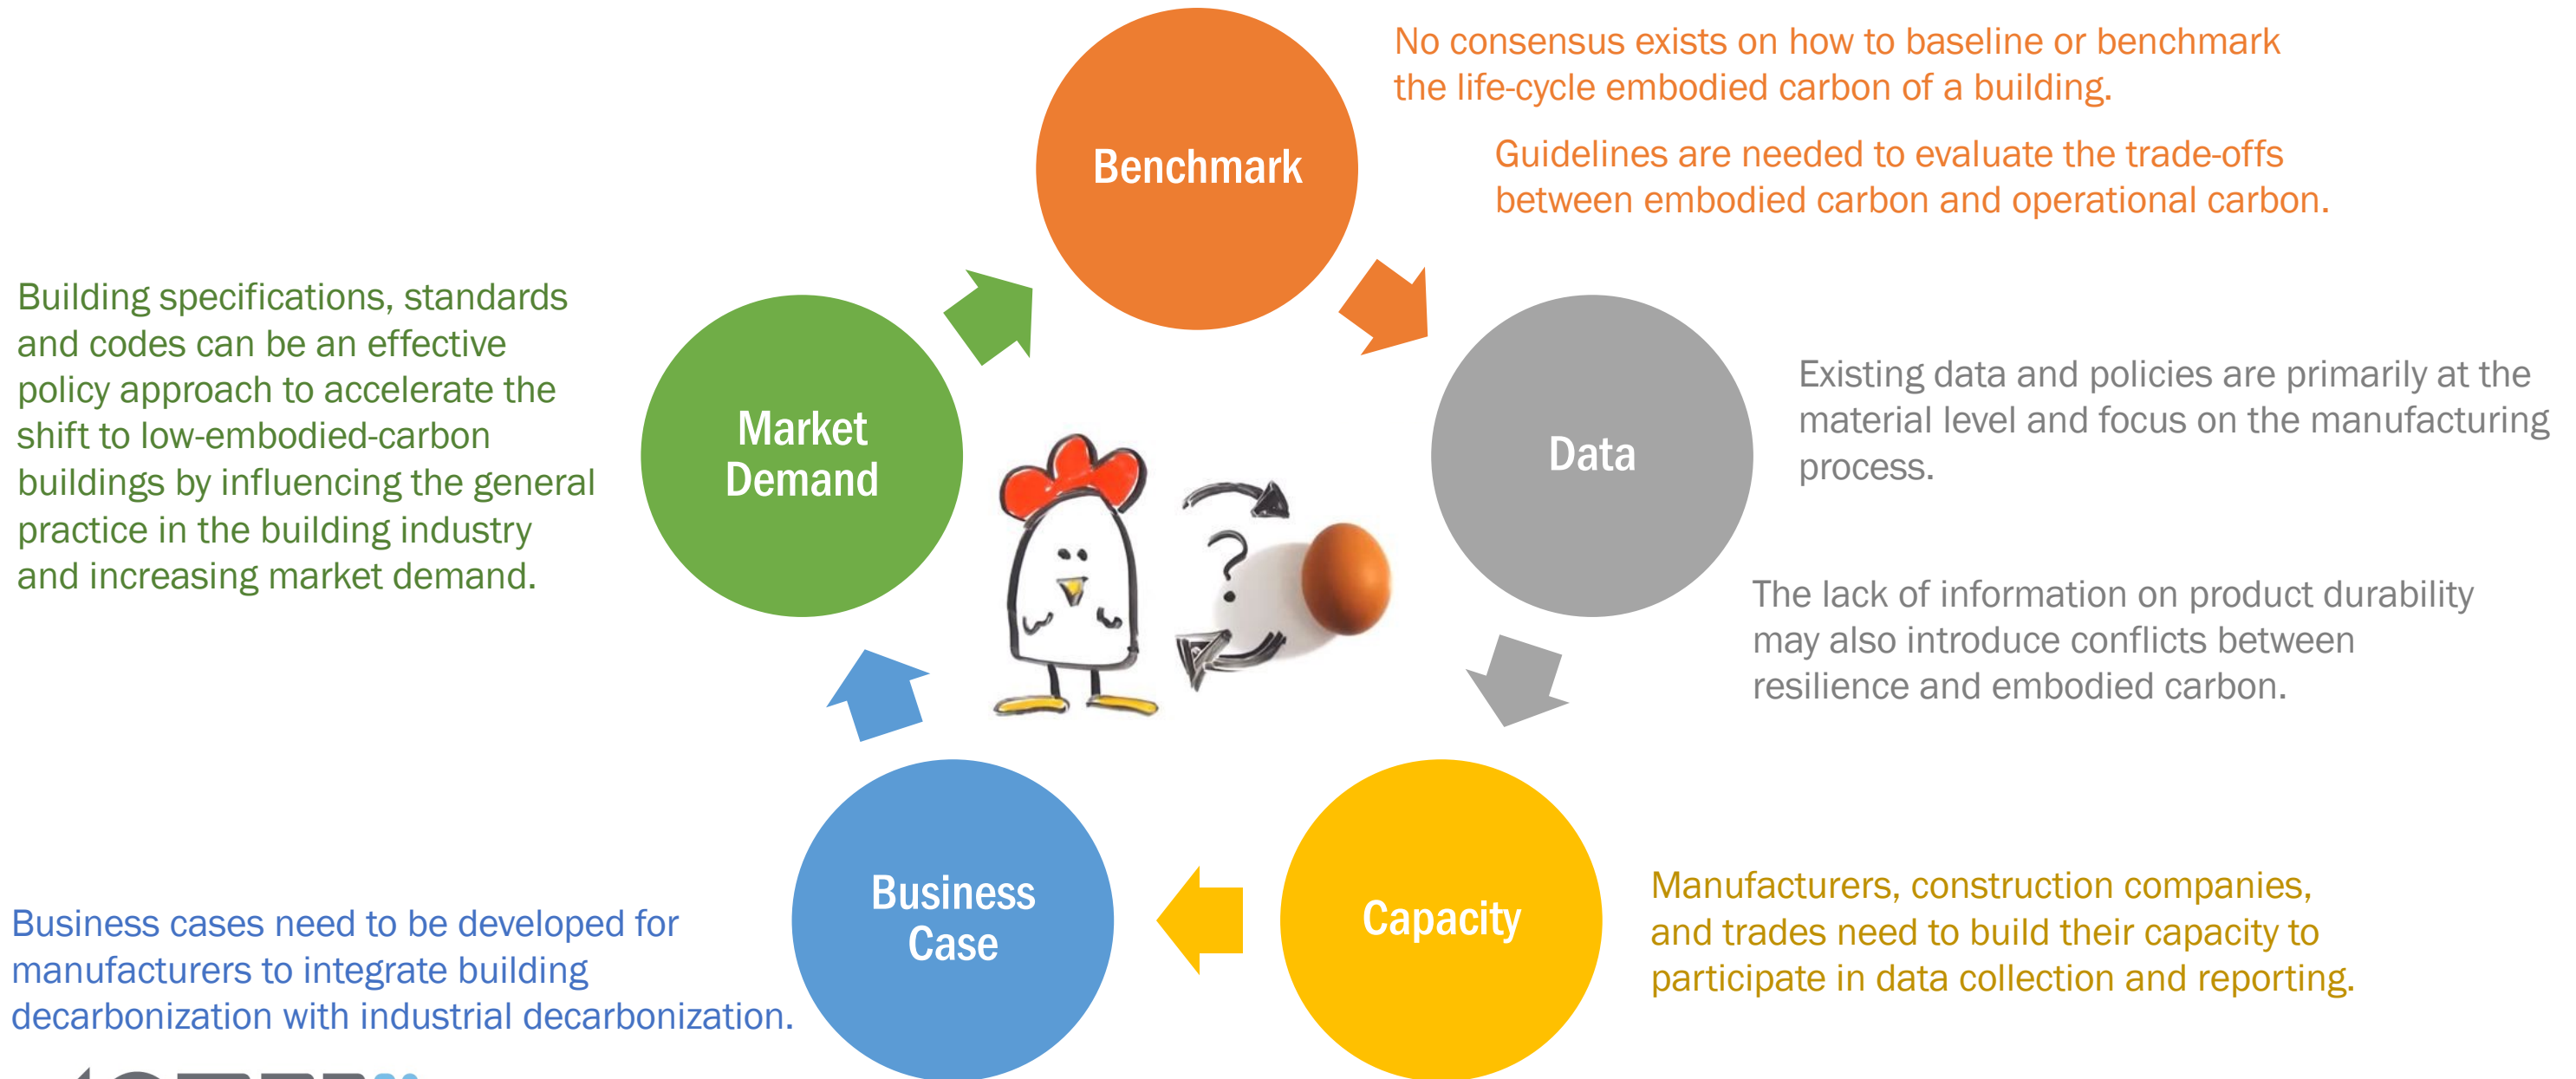 Benchmark
No consensus exists on how to baseline or benchmark
the life-cycle embodied carbon of a building.
Guidelines are needed to evaluate the trade-offs
between embodied carbon and operational carbon.
Data
Existing data and policies are primarily at the
material level and focus on the manufacturing
process.
The lack of information on product durability
may also introduce conflicts between
resilience and embodied carbon.
Capacity
Manufacturers, construction companies,
and trades need to build their capacity to
participate in data collection and reporting.
Business
Case
Business cases need to be developed for
manufacturers to integrate building
decarbonization with industrial decarbonization.
Market
Demand
Building specifications, standards
and codes can be an effective
policy approach to accelerate the
shift to low-embodied-carbon
buildings by influencing the general
practice in the building industry
and increasing market demand.
?